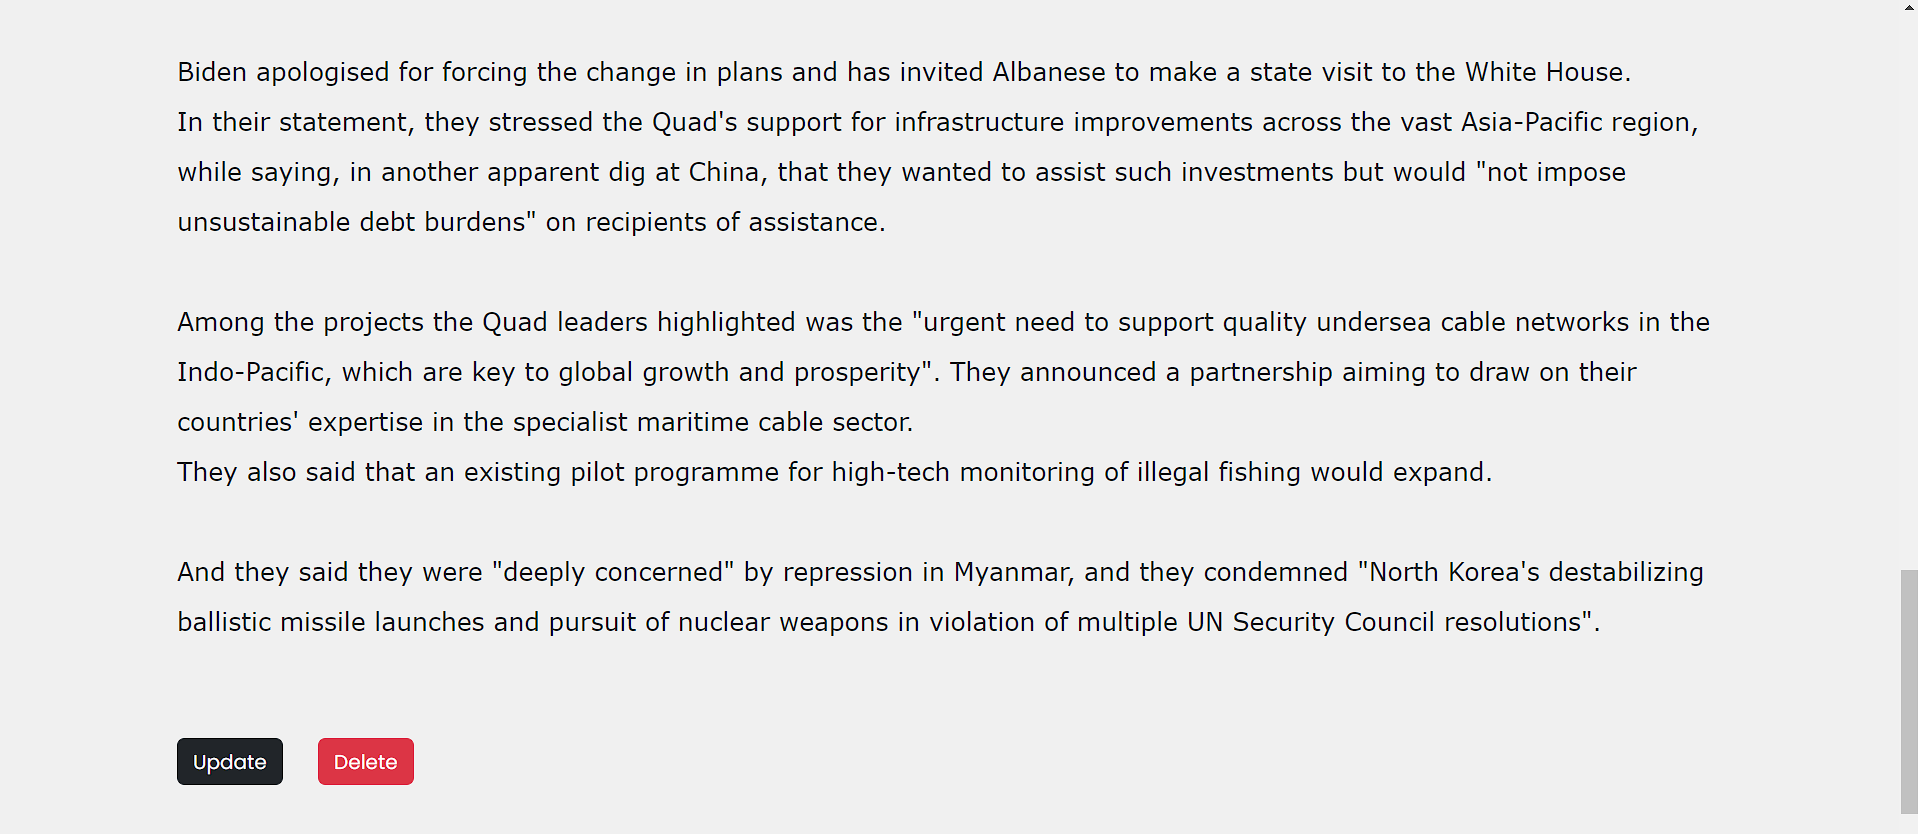 Biden apologised for forcing the change in plans and has invited Albanese to make a state visit to the White House.
In their statement, they stressed the Quad's support for infrastructure improvements across the vast Asia-Pacific region,
while saying, in another apparent dig at China, that they wanted to assist such investments but would "not impose
unsustainable debt burdens" on recipients of assistance.
Among the projects the Quad leaders highlighted was the "urgent need to support quality undersea cable networks in the
Indo-Pacific, which are key to global growth and prosperity". They announced a partnership aiming to draw on their
countries' expertise in the specialist maritime cable sector.
They also said that an existing pilot programme for high-tech monitoring of illegal fishing would expand.
And they said they were "deeply concerned" by repression in Myanmar, and they condemned "North Korea's destabilizing
ballistic missile launches and pursuit of nuclear weapons in violation of multiple UN Security Council resolutions".
Update Delete